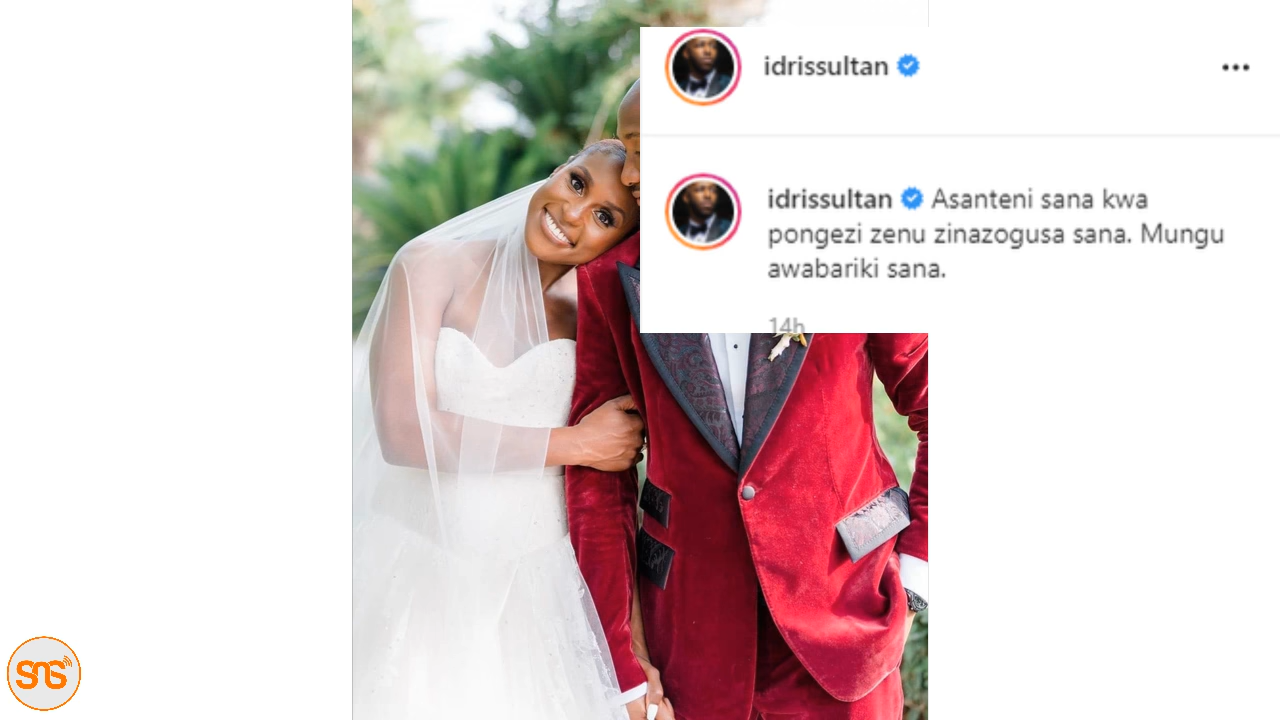 idrissultan
idrissultan Asanteni sana kwa
pongezi zenu zinazogusa sana. Mungu
awabariki sana.
14h
SNS